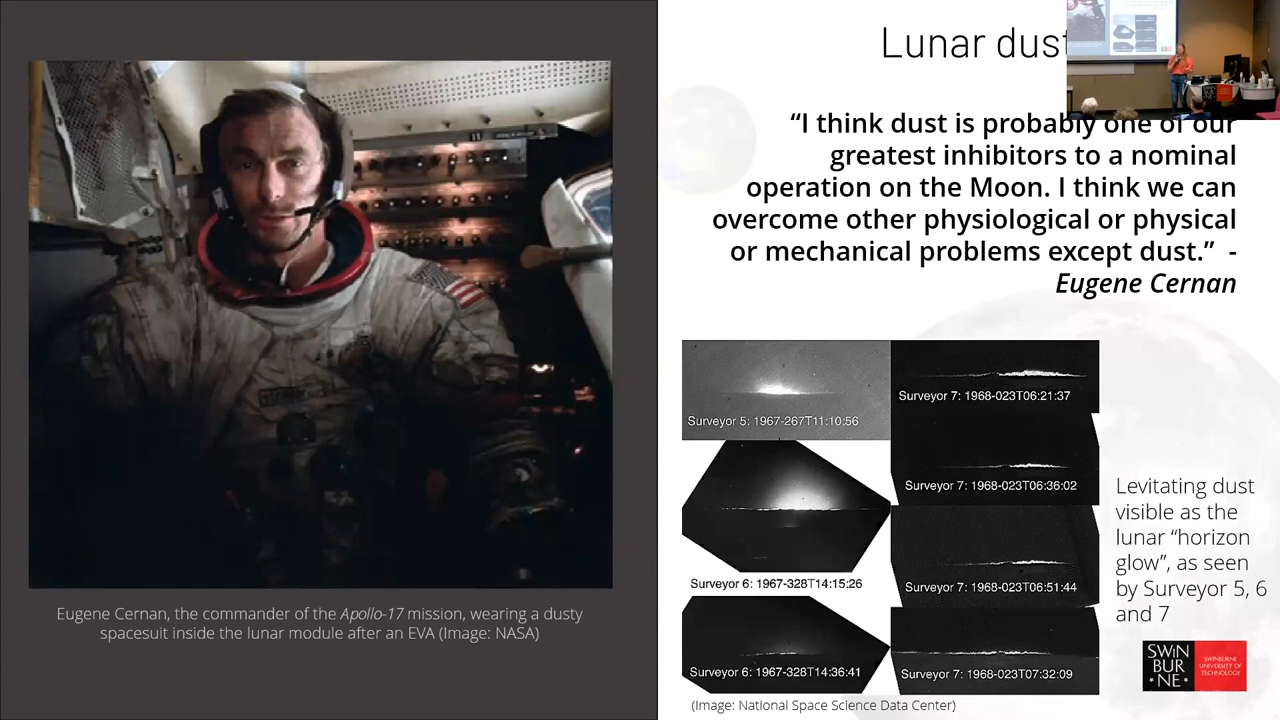 Lunar dust
“I think dust is probably one of our
greatest inhibitors to a nominal
operation on the Moon. I think we can
overcome other physiological or physical
or mechanical problems except dust.” -
Eugene Cernan
Surveyor 5: 1967-267T11:10:56
Surveyor 6: 1967-328T14:15:26
Surveyor 6: 1967-328T14:36:41
Surveyor 7: 1968-023T06:21:37
Surveyor 7: 1968-023T06:36:02
Surveyor 7: 1968-023T06:51:44
Surveyor 7: 1968-023T07:32:09
Levitating dust
visible as the
lunar “horizon
glow”, as seen
by Surveyor 5, 6
and 7
(Image: National Space Science Data Center)
Eugene Cernan, the commander of the Apollo-17 mission, wearing a dusty
spacesuit inside the lunar module after an EVA (Image: NASA)
SWIN
BUR
NE
SWINBURNE
UNIVERSITY OF
TECHNOLOGY